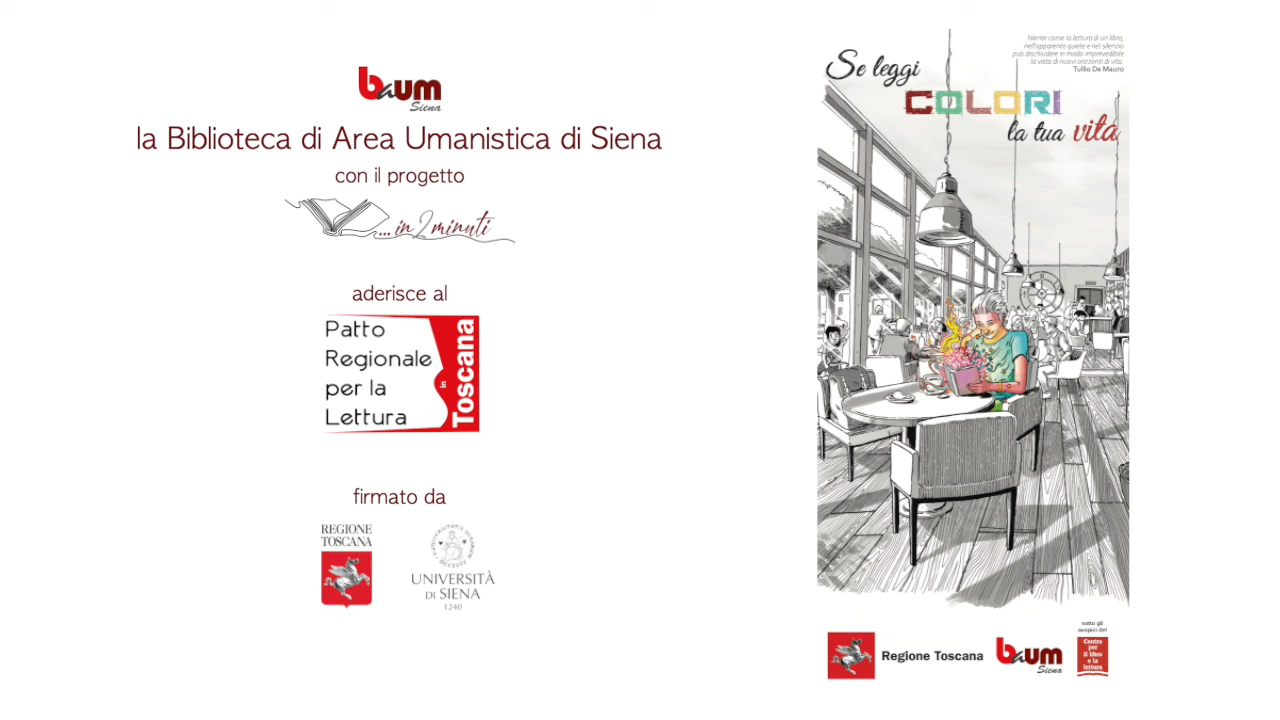 baum
Siena
la Biblioteca di Area Umanistica di Siena
con il progetto
...in 2 minuti
aderisce al
Patto
Regionale
per la
Lettura
in
Toscana
firmato da
REGIONE
TOSCANA
UNIVERSITÀ
DI SIENA
1240
Niente come la lettura di un libro,
nell'apparente quiete e nel silenzio
può dischiudere in modo imprevedibile
la vista di nuovi orizzonti di vita.
Tullio De Mauro
Se leggi
COLORI
la tua vita
Regione Toscana
baum
Siena
sotto gli
auspici del
Centro
per
il libro
e la
lettura